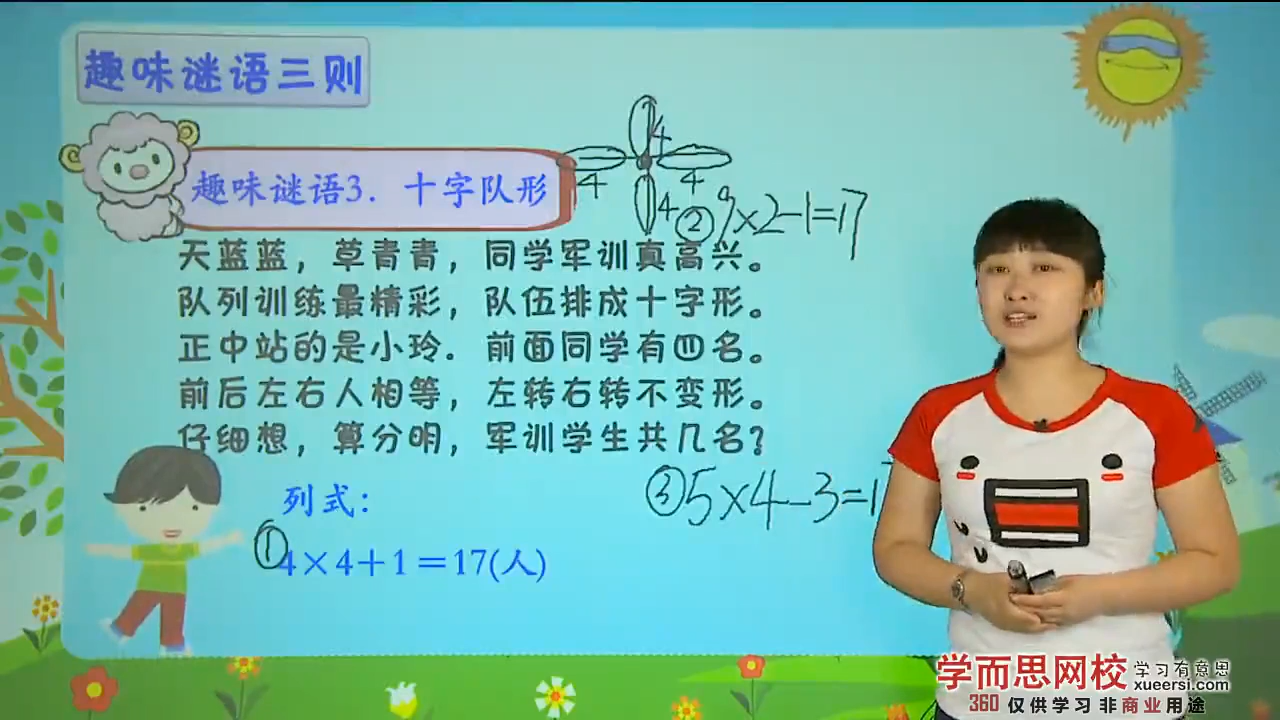 趣味谜语三则
趣味谜语3．十字队形
4
4 4
4
②9×2-1=17
天蓝蓝，草青青，同学军训真高兴。
队列训练最精彩，队伍排成十字形。
正中站的是小玲．前面同学有四名。
前后左右人相等，左转右转不变形。
仔细想，算分明，军训学生共几名？
列式：
③5×4-3=1
①4×4＋1＝17(人)
学而思网校 学习有意思
xueersi.com
360 仅供学习 非商业用途